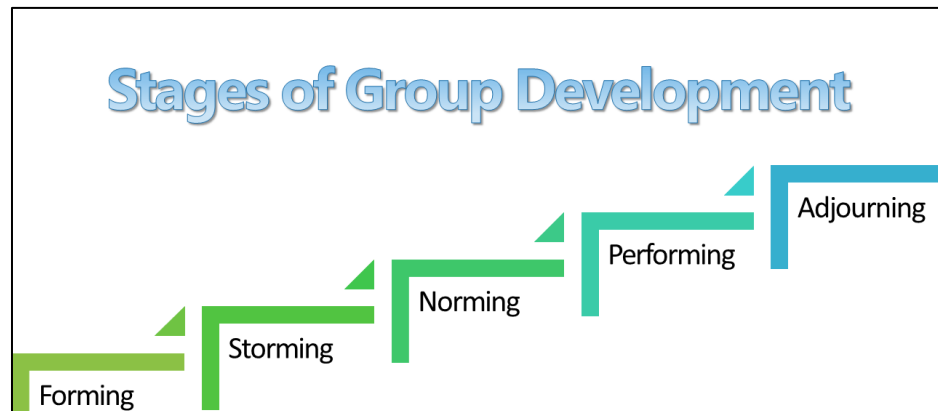 Stages of Group Development
Forming
Storming
Norming
Performing
Adjourning